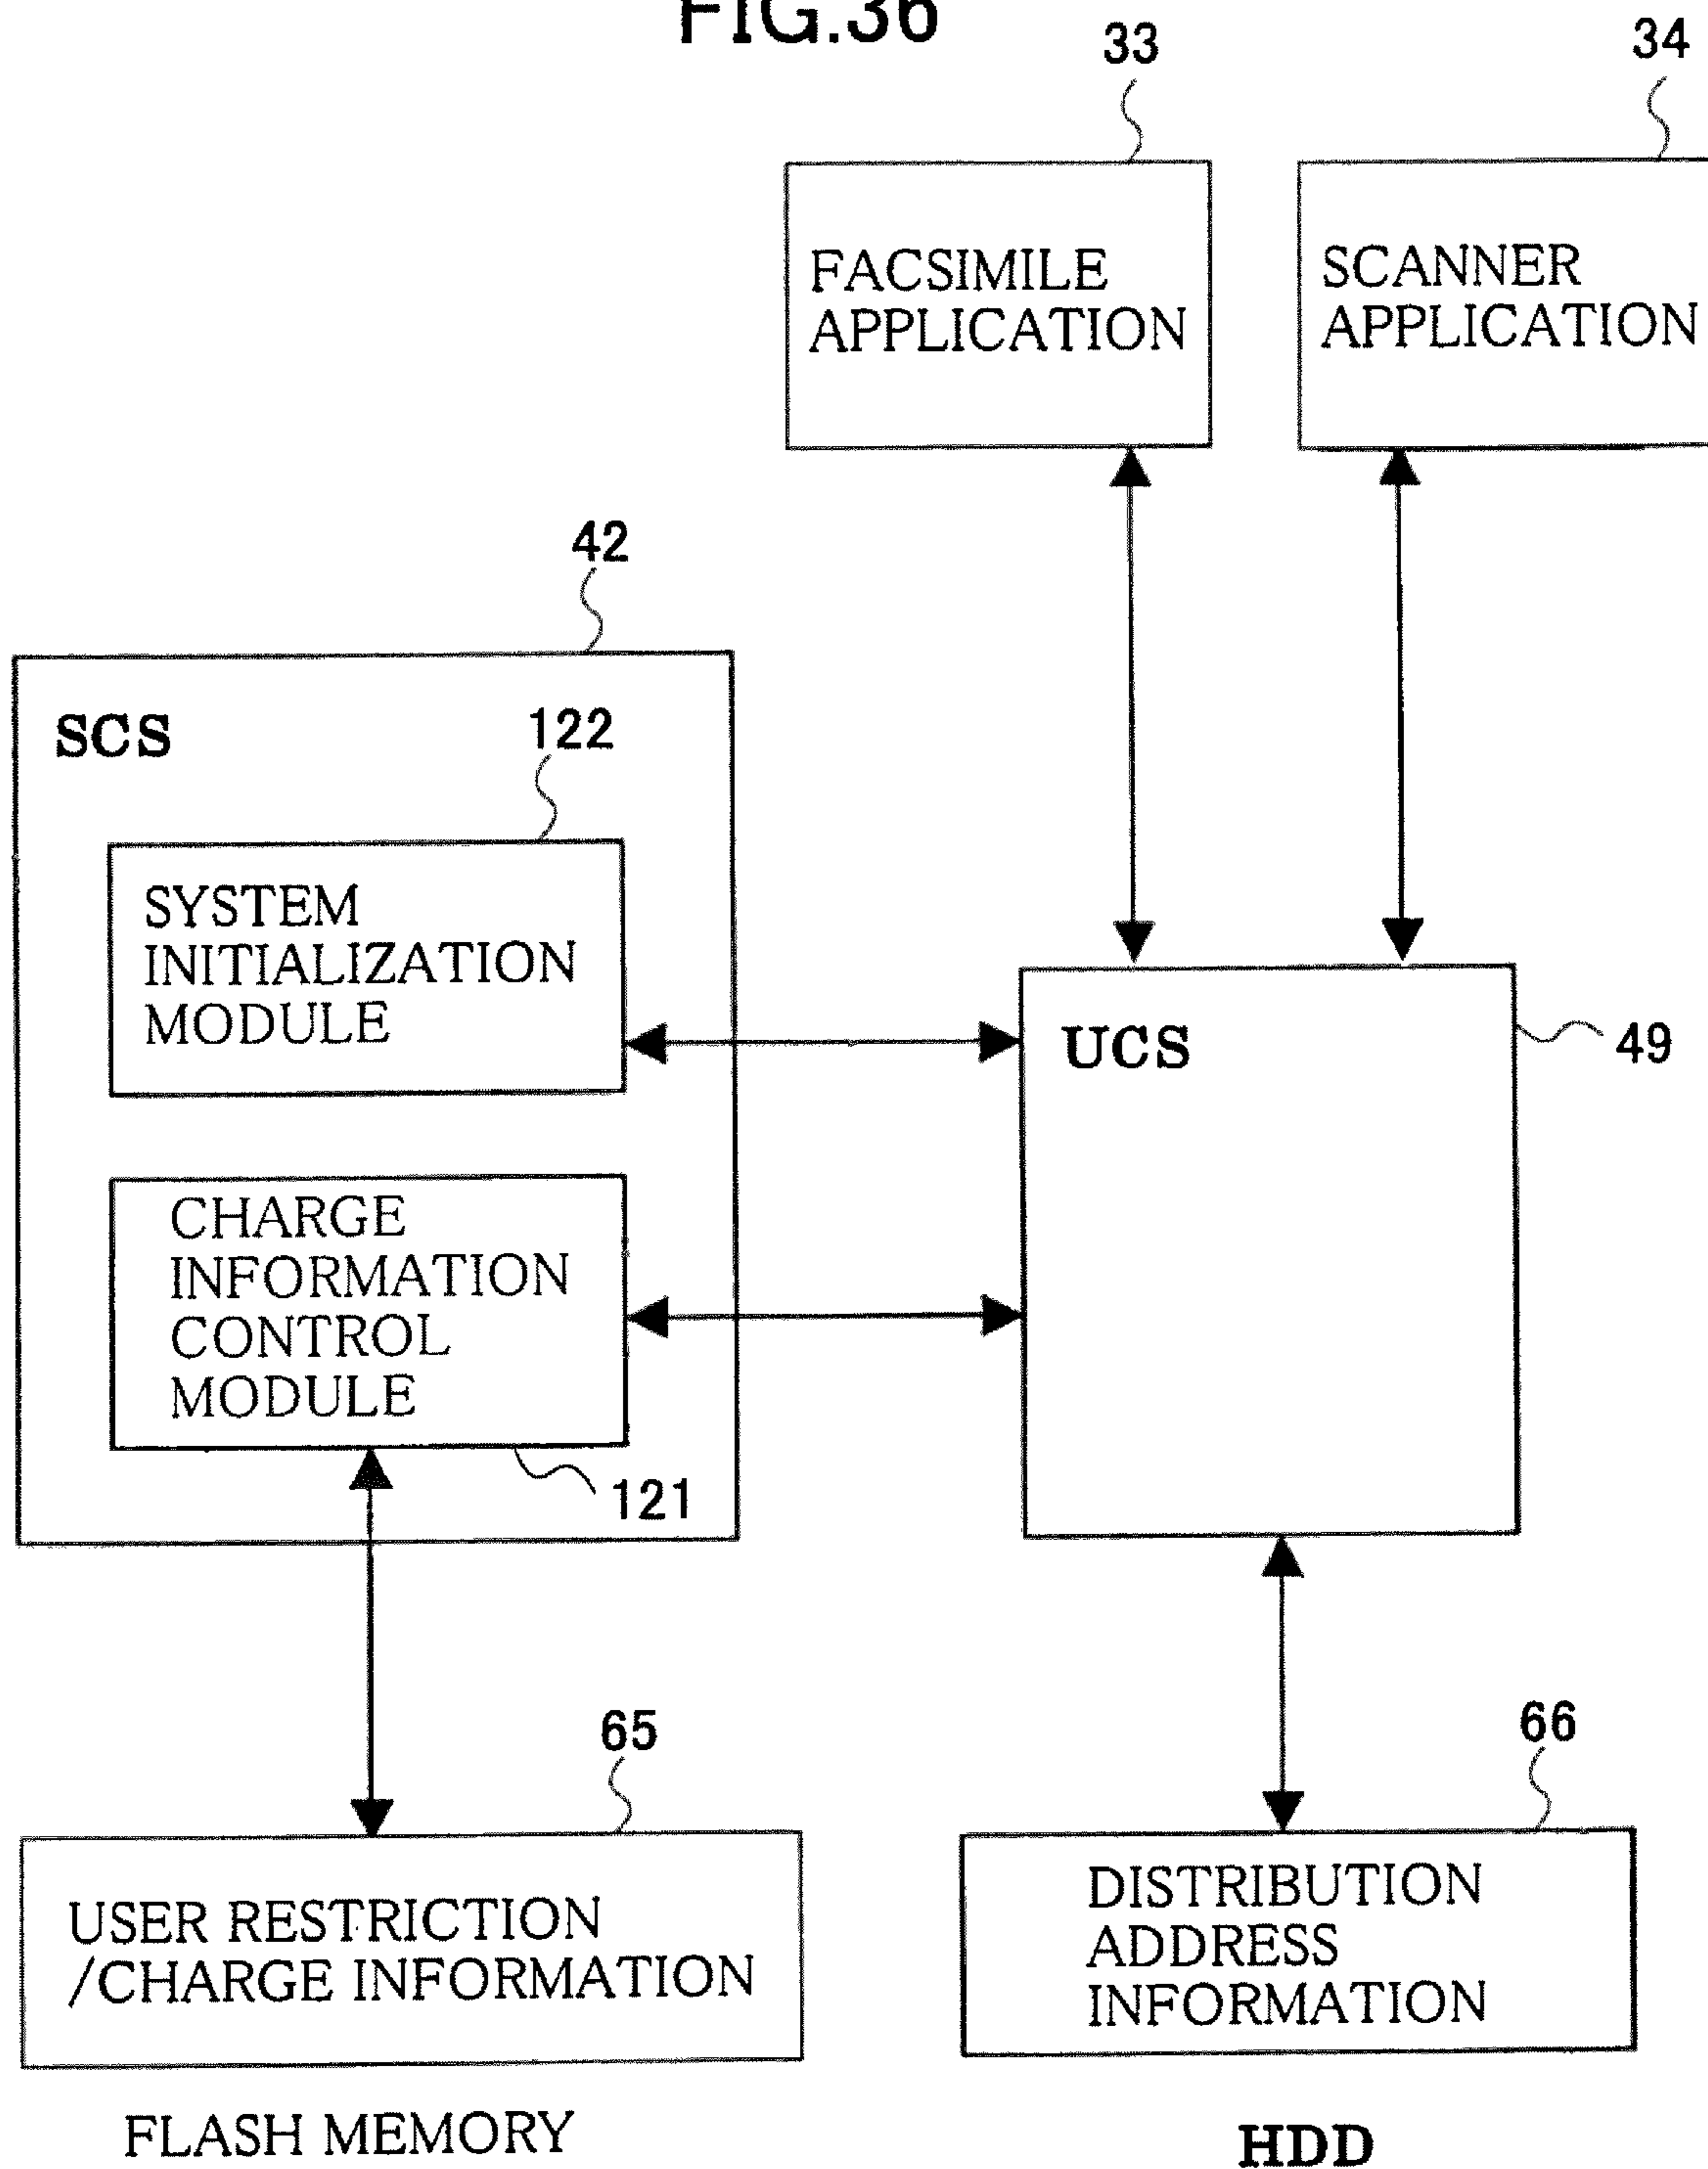 FIG.36
33
34
FACSIMILE
APPLICATION
SCANNER
APPLICATION
42
SCS
122
SYSTEM
INITIALIZATION
MODULE
UCS
49
CHARGE
INFORMATION
CONTROL
MODULE
121
65
66
USER RESTRICTION
/CHARGE INFORMATION
DISTRIBUTION
ADDRESS
INFORMATION
FLASH MEMORY
HDD